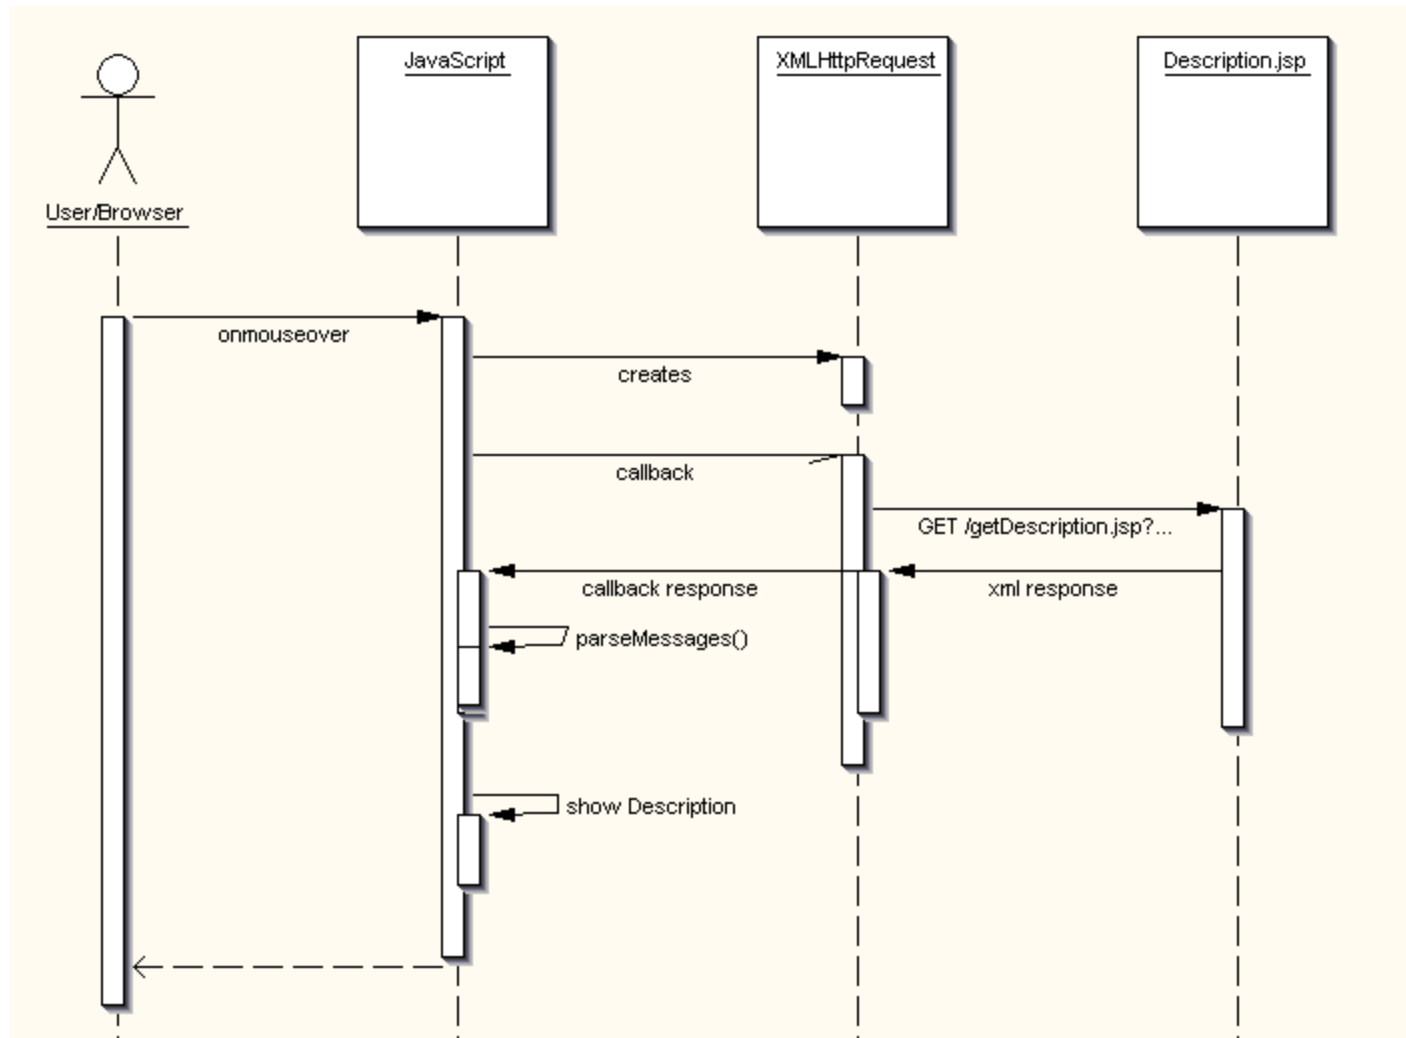 JavaScript
XMLHttpRequest
Description.jsp
User/Browser
onmouseover
creates
callback
GET /getDescription.jsp?...
callback response
xml response
parseMessages()
show Description